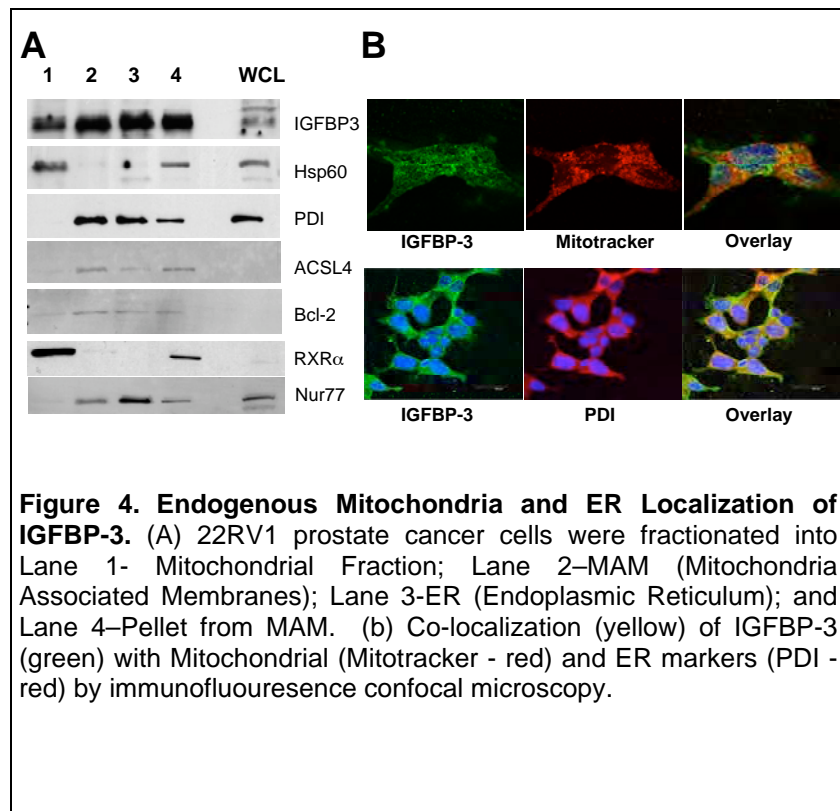 A
B
1 2 3 4 WCL
IGFBP3
Hsp60
PDI
ACSL4
Bcl-2
RXRα
Nur77
IGFBP-3 Mitotracker Overlay
IGFBP-3 PDI Overlay
Figure 4. Endogenous Mitochondria and ER Localization of
IGFBP-3. (A) 22RV1 prostate cancer cells were fractionated into
Lane 1- Mitochondrial Fraction; Lane 2–MAM (Mitochondria
Associated Membranes); Lane 3-ER (Endoplasmic Reticulum); and
Lane 4–Pellet from MAM. (b) Co-localization (yellow) of IGFBP-3
(green) with Mitochondrial (Mitotracker - red) and ER markers (PDI -
red) by immunofluouresence confocal microscopy.